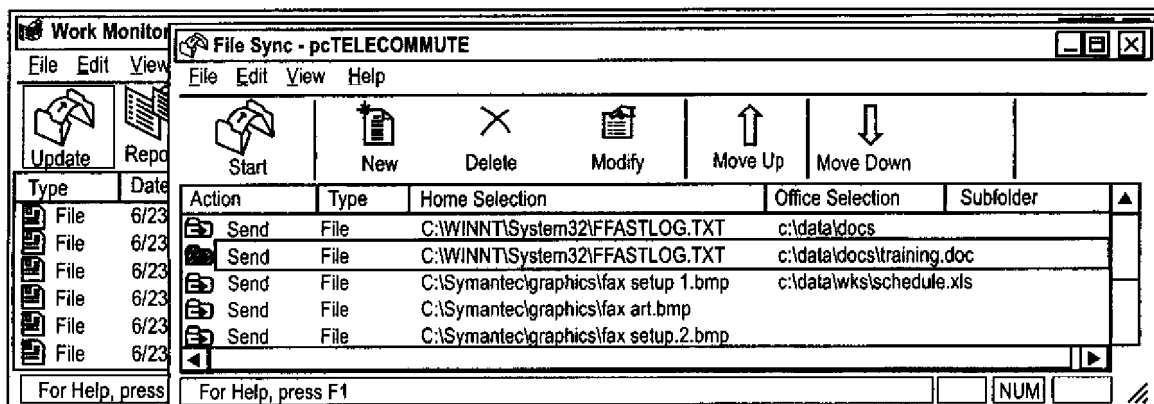 Work Monitor
File Edit View
Update Repo
Type Date
File 6/23
File 6/23
File 6/23
File 6/23
File 6/23
File 6/23
For Help, press
File Sync - pcTELECOMMUTE
File Edit View Help
Start New Delete Modify Move Up Move Down
Action Type Home Selection Office Selection Subfolder
Send File C:\WINNT\System32\FFASTLOG.TXT c:\data\docs
Send File C:\WINNT\System32\FFASTLOG.TXT c:\data\docs\training.doc
Send File C:\Symantec\graphics\fax setup 1.bmp c:\data\wks\schedule.xls
Send File C:\Symantec\graphics\fax art.bmp
Send File C:\Symantec\graphics\fax setup.2.bmp
For Help, press F1 NUM